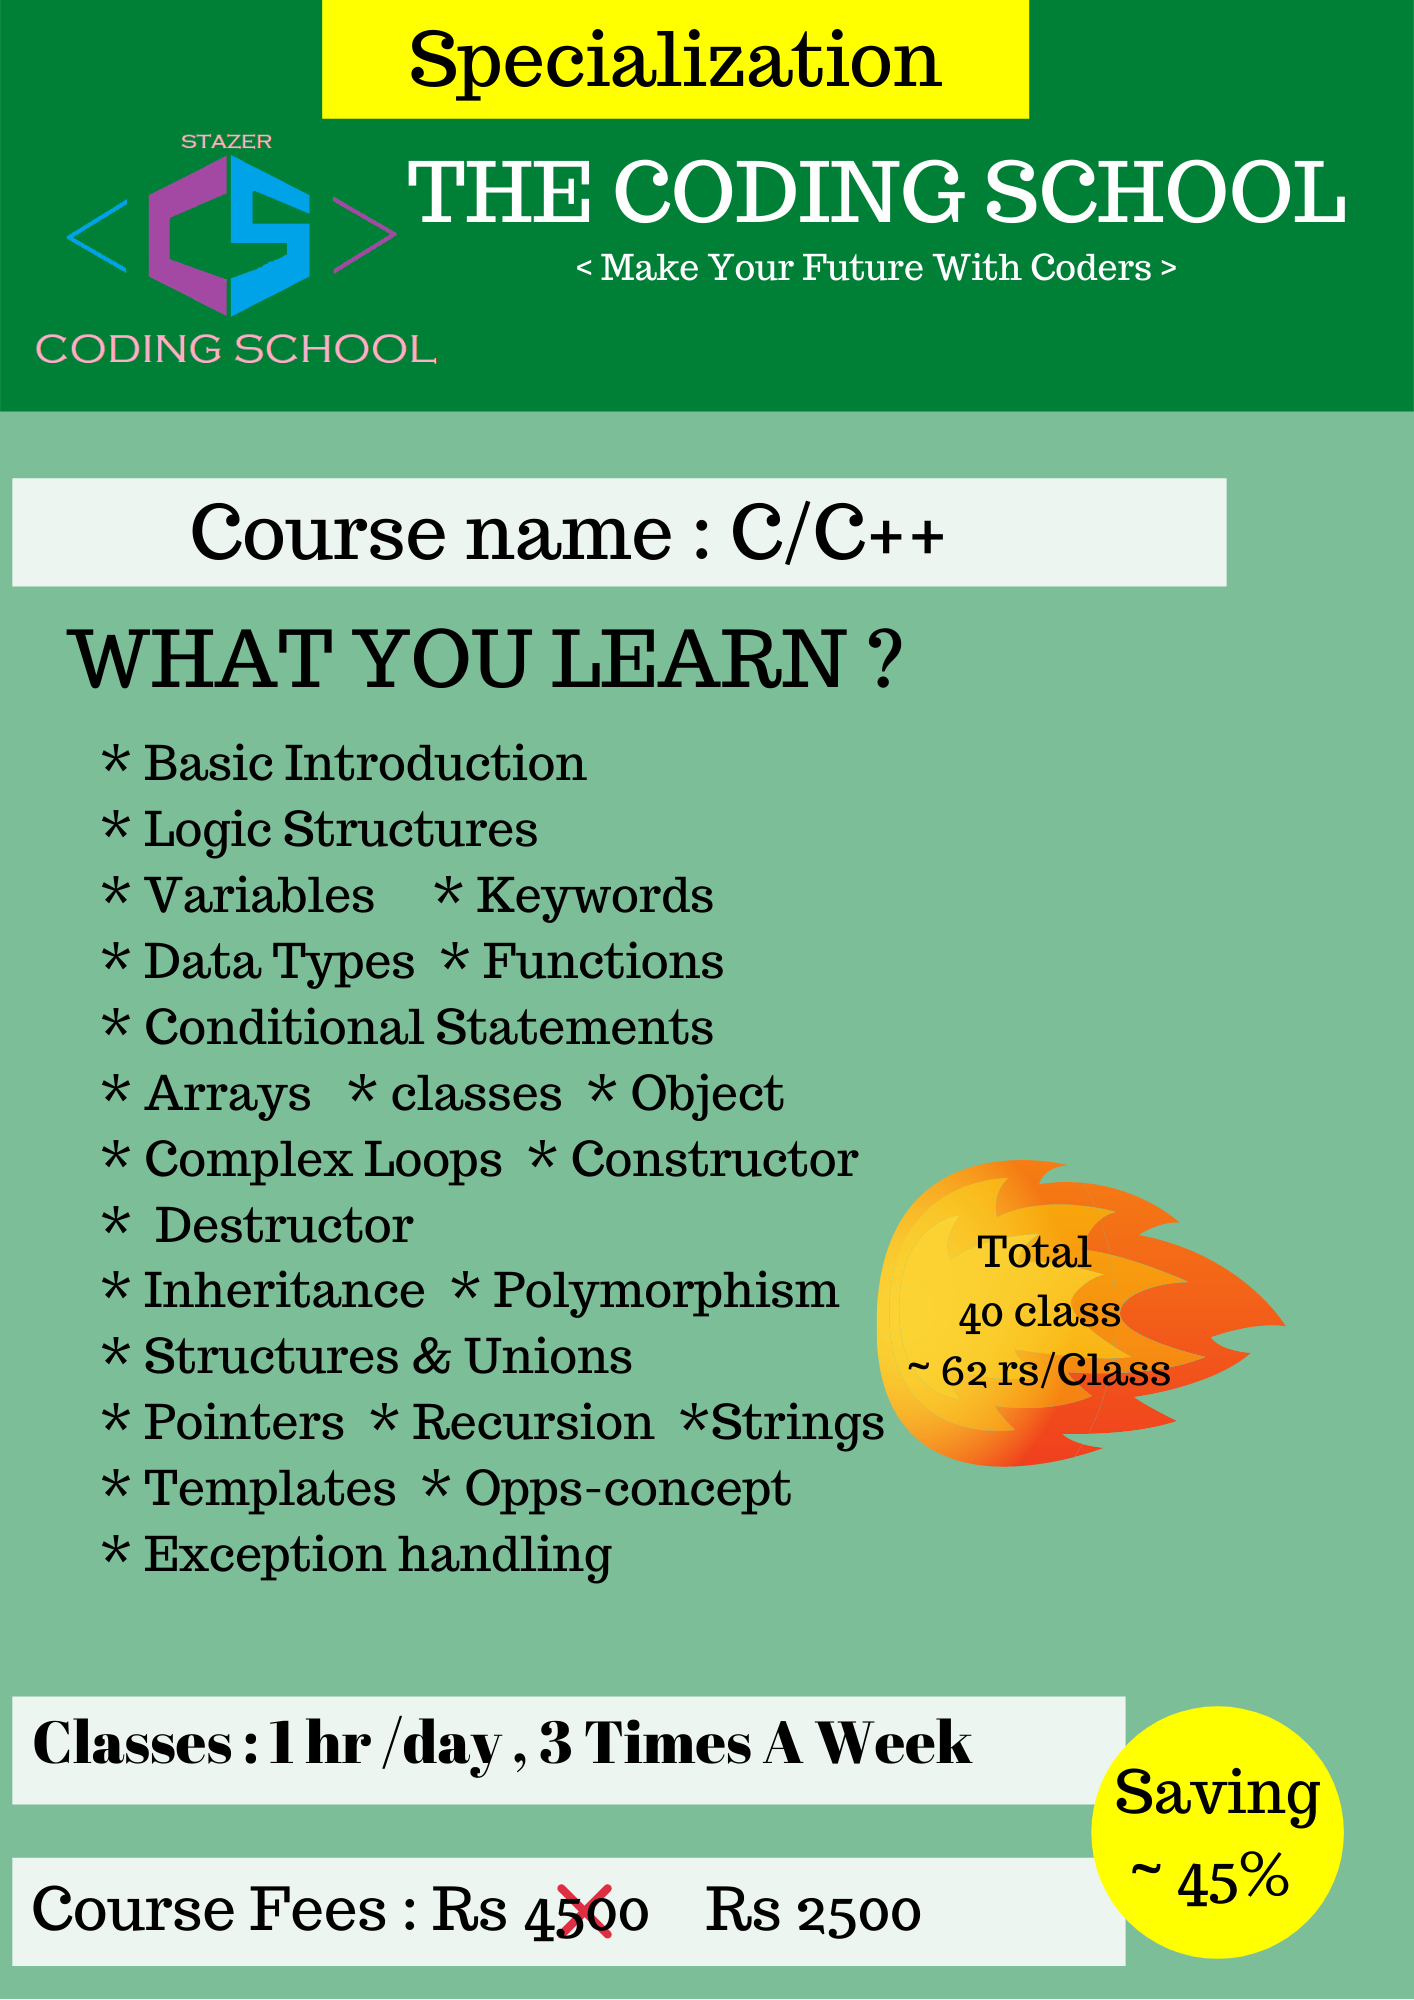 Specialization
STAZER
THE CODING SCHOOL
< Make Your Future With Coders >
CS
CODING SCHOOL
Course name : C/C++
WHAT YOU LEARN ?
* Basic Introduction
* Logic Structures
* Variables * Keywords
* Data Types * Functions
* Conditional Statements
* Arrays * classes * Object
* Complex Loops * Constructor
* Destructor
* Inheritance * Polymorphism
* Structures & Unions
* Pointers * Recursion *Strings
* Templates * Opps-concept
* Exception handling
Total
40 class
~ 62 rs/Class
Classes : 1 hr /day , 3 Times A Week
Saving
~ 45%
Course Fees : Rs 4500 Rs 2500